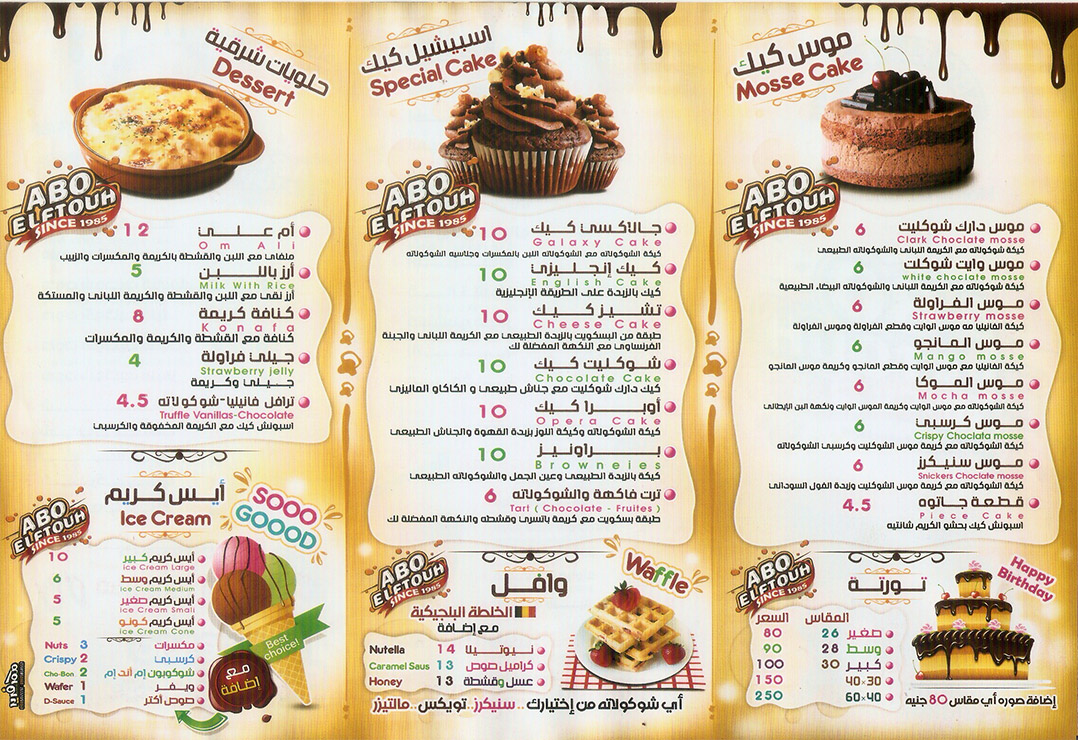 حلويات شرقية
Dessert
ABO
ELFTOUH
SINCE 1985
أم علي 12
Om Ali
ملفاى مع اللبن والقشطة بالكريمة والمكسرات والزبيب
أرز باللبن 5
Milk With Rice
أرز نقى مع اللبن والقشطة والكريمة اللبانى والمستكة
كنافة كريمة 8
Konafa
كنافة مع القشطة والكريمة والمكسرات
جيلي فراولة 4
Strawberry jelly
جيلى وكريمة
ترافل فانيليا-شوكولاته 4.5
Truffle Vanillas-Chocolate
اسبونش كيك مع الكريمة المخفوقة والكرسبى
أيس كريم
Ice Cream
SOOO
GOOOD
ABO
ELFTOUH
SINCE 1985
أيس كريم كبير 10
Ice Cream Large
أيس كريم وسط 6
Ice Cream Medium
أيس كريم صغير 5
Ice Cream Small
أيس كريم كونو 5
Ice Cream Cone
Best choice!
مع إضافة
مكسرات 3 Nuts
كرسبى 2 Crispy
شوكوبون إم أند إم 2 Cho-Bon
ويفر 1 Wafer
صوص أكتر 1 D-Sauce
اسبيشيل كيك
Special Cake
ABO
ELFTOUH
SINCE 1985
جالاكسى كيك 10
Galaxy Cake
كيكة الشوكولاته مع الشوكولاته اللبن بالمكسرات وجلاسيه الشوكولاته
كيك إنجليزى 10
English Cake
كيك بالزبدة على الطريقة الإنجليزية
تشيز كيك 10
Cheese Cake
طبقة من البسكويت بالزبدة الطبيعى مع الكريمة اللبانى والجبنة
الفرنساوى مع النكهة المفضلة لك
شوكليت كيك 10
Chocolate Cake
كيك دارك شوكليت مع جناش طبيعى و الكاكاو الماليزى
أوبرا كيك 10
Opera Cake
كيكة الشوكولاته وكيكة اللوز بزبدة القهوة والجناش الطبيعى
براونيز 10
Browneies
كيكة بالزبدة الطبيعى وعين الجمل والشوكولاته الطبيعى
ترت فاكهة والشوكولاته 6
Tart ( Chocolate - Fruites )
طبقة بسكويت مع كريمة باتسرى وقشطه والنكهة المفضلة لك
وافل
Waffle
ABO
ELFTOUH
SINCE 1985
الخلطة البلجيكية
مع إضافة
نيوتيلا 14 Nutella
كراميل صوص 13 Caramel Saus
عسل وقشطة 13 Honey
أي شوكولاته من إختيارك .. سنيكرز..تويكس..مالتيزر
موس كيك
Mosse Cake
ABO
ELFTOUH
SINCE 1985
موس دارك شوكليت 6
Clark Choclate mosse
كيكة شوكولاته مع الكريمة اللبانى والشوكولاته الطبيعى
موس وايت شوكلت 6
white choclate mosse
كيكة الشوكولاته مع الكريمة اللبانى والشوكولاته البيضاء الطبيعية
موس الفراولة 6
Strawberry mosse
كيكة الفانيليا مع موس الوايت وقطع الفراولة وموس الفراولة
موس المانجو 6
Mango mosse
كيكة الفانيليا مع موس الوايت وقطع المانجو وكريمة موس المانجو
موس الموكا 6
Mocha mosse
كيكة الشوكولاته مع موس الوايت وكريمة الموس الوايت ونكهة البن الإيطالى
موس كرسبى 6
Crispy Choclata mosse
كيكة الشوكولاته مع كريمة موس الشوكليت وكرسبى الشوكولاته
موس سنيكرز 6
Snickers Choclate mosse
كيكة الشوكولاته مع كريمة موس الشوكليت وزبدة الفول السودانى
قطعة جاتوه 4.5
Piece Cake
اسبونش كيك بحشو الكريم شانتيه
تورتة
Happy Birthday
ABO
ELFTOUH
SINCE 1985
المقاس السعر
صغير 26 80
وسط 28 90
كبير 30 100
30×40 150
40×60 250
إضافة صوره أي مقاس 80 جنيه